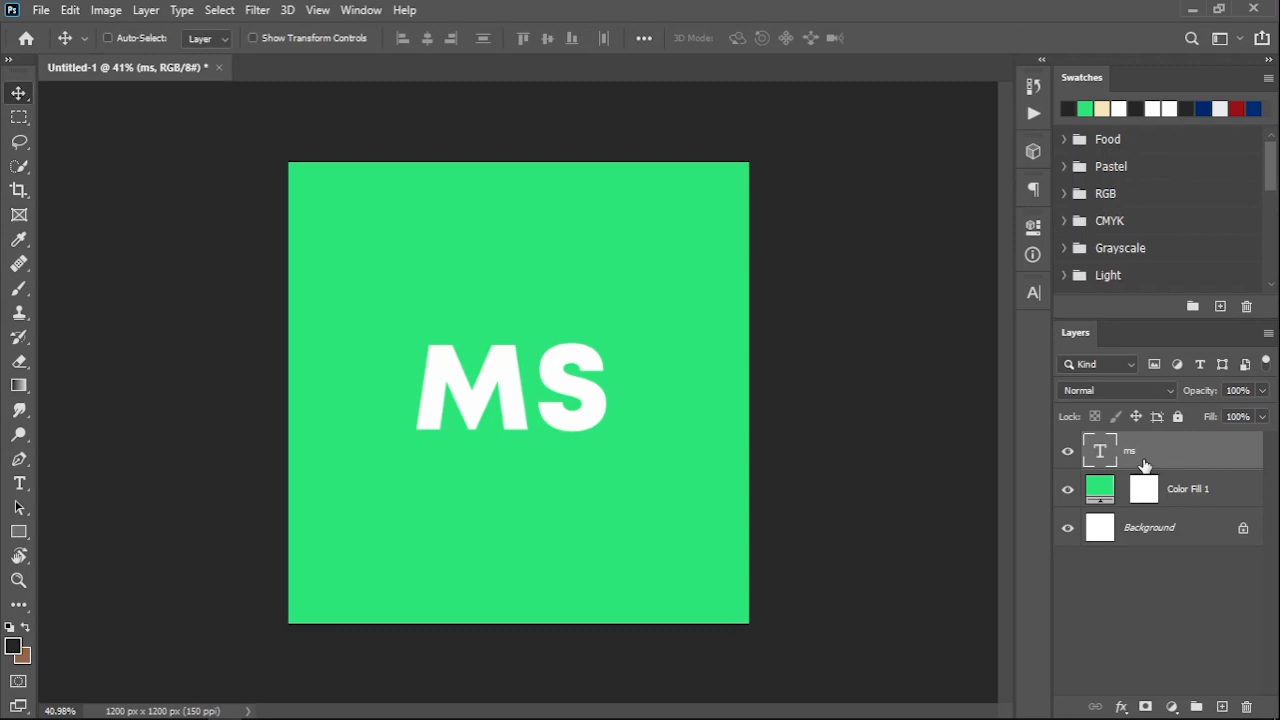 Ps File Edit Image Layer Type Select Filter 3D View Window Help
Auto-Select: Layer Show Transform Controls 3D Mode:
Untitled-1 @ 41% (ms, RGB/8#) *
MS
40.98% 1200 px x 1200 px (150 ppi)
Swatches
Food
Pastel
RGB
CMYK
Grayscale
Light
Layers
Kind
Normal Opacity: 100%
Lock: Fill: 100%
T ms
Color Fill 1
Background